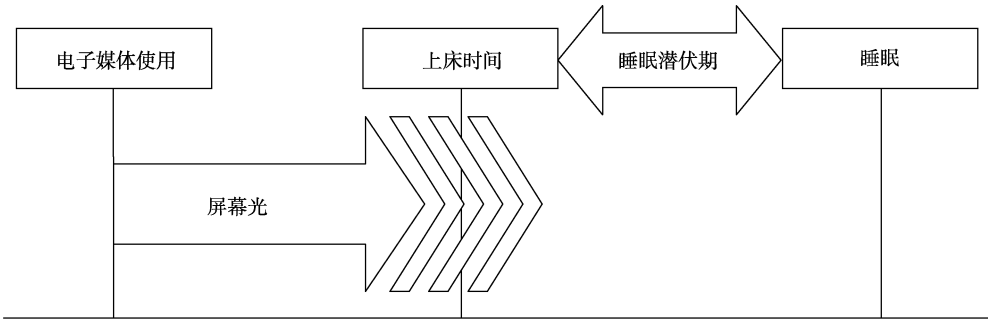 电子媒体使用
上床时间
睡眠潜伏期
睡眠
屏幕光